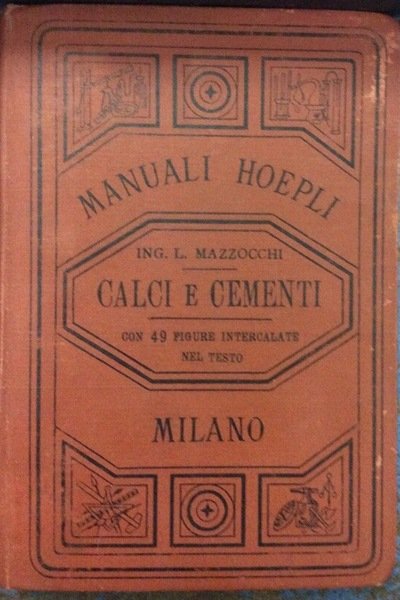 MANUALI HOEPLI
ING. L. MAZZOCCHI
CALCI E CEMENTI
CON 49 FIGURE INTERCALATE
NEL TESTO
MILANO